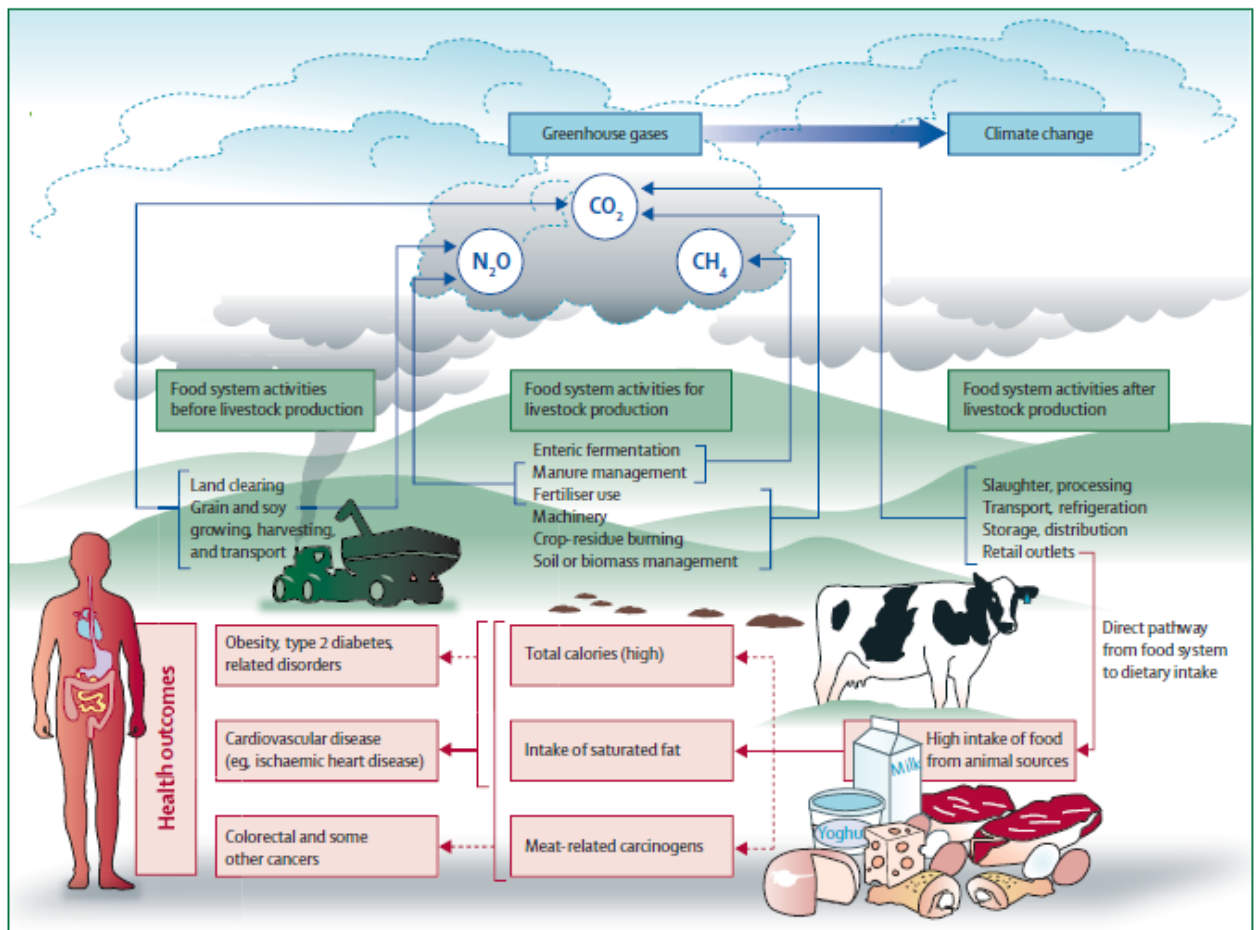 Greenhouse gases
Climate change
CO₂
N₂O
CH₄
Food system activities
before livestock production
Food system activities for
livestock production
Food system activities after
livestock production
Land clearing
Grain and soy
growing, harvesting,
and transport
Enteric fermentation
Manure management
Fertiliser use
Machinery
Crop-residue burning
Soil or biomass management
Slaughter, processing
Transport, refrigeration
Storage, distribution
Retail outlets
Direct pathway
from food system
to dietary intake
Health outcomes
Obesity, type 2 diabetes,
related disorders
Total calories (high)
Cardiovascular disease
(eg, ischaemic heart disease)
Intake of saturated fat
High intake of food
from animal sources
Milk
Yoghu
Colorectal and some
other cancers
Meat-related carcinogens